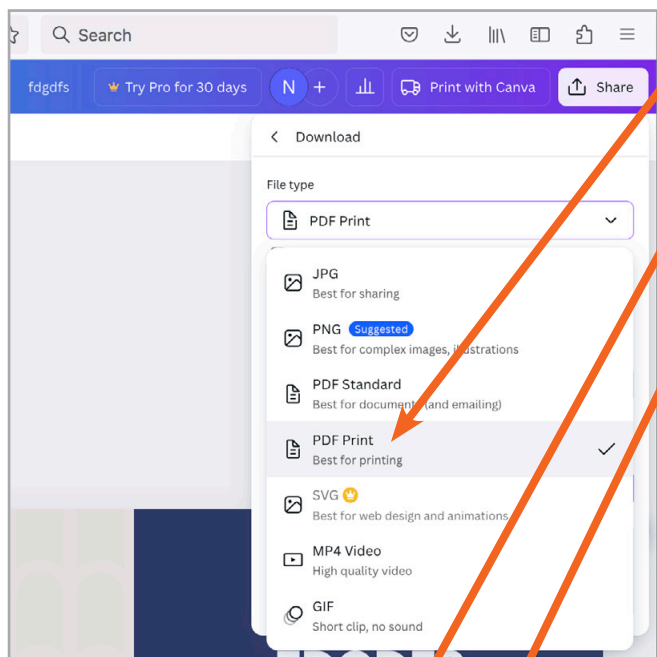 Search
fdgdfs Try Pro for 30 days N + Print with Canva Share
Download
File type
PDF Print
JPG
Best for sharing
PNG Suggested
Best for complex images, illustrations
PDF Standard
Best for documents (and emailing)
PDF Print
Best for printing
SVG
Best for web design and animations
MP4 Video
High quality video
GIF
Short clip, no sound